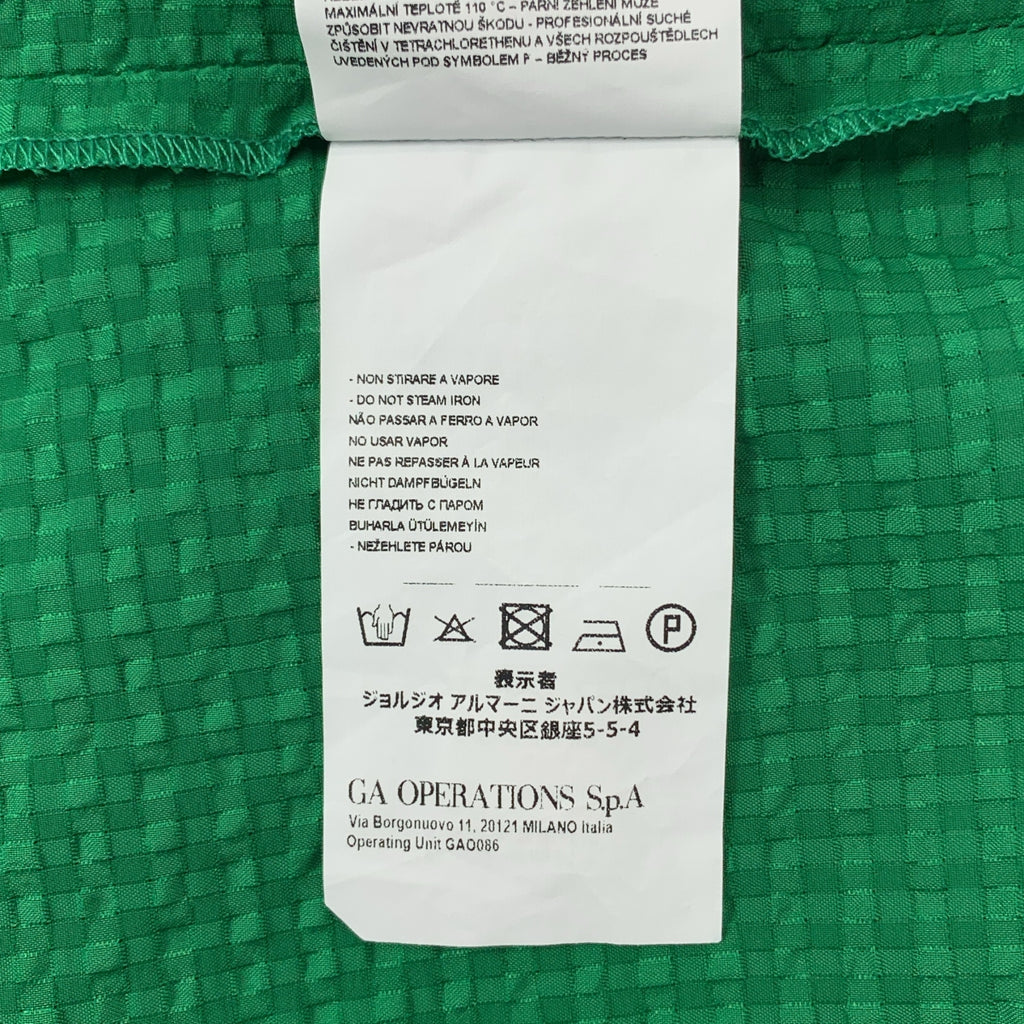 MAXIMÁLNÍ TEPLOTĚ 110 °C – PARNÍ ŽEHLENÍ MŮŽE
ZPŮSOBIT NEVRATNOU ŠKODU - PROFESIONÁLNÍ SUCHÉ
ČIŠTĚNÍ V TETRACHLORETHENU A VŠECH ROZPOUŠTĚDLECH
UVEDENÝCH POD SYMBOLEM F – BĚŽNÝ PROCES
- NON STIRARE A VAPORE
- DO NOT STEAM IRON
NÃO PASSAR A FERRO A VAPOR
NO USAR VAPOR
NE PAS REPASSER À LA VAPEUR
NICHT DAMPFBÜGELN
НЕ ГЛАДИТЬ С ПАРОМ
BUHARLA ÜTÜLEMEYİN
- NEŽEHLETE PÁROU
P
表示者
ジョルジオ アルマーニ ジャパン株式会社
東京都中央区銀座5-5-4
GA OPERATIONS S.p.A
Via Borgonuovo 11, 20121 MILANO Italia
Operating Unit GAO086